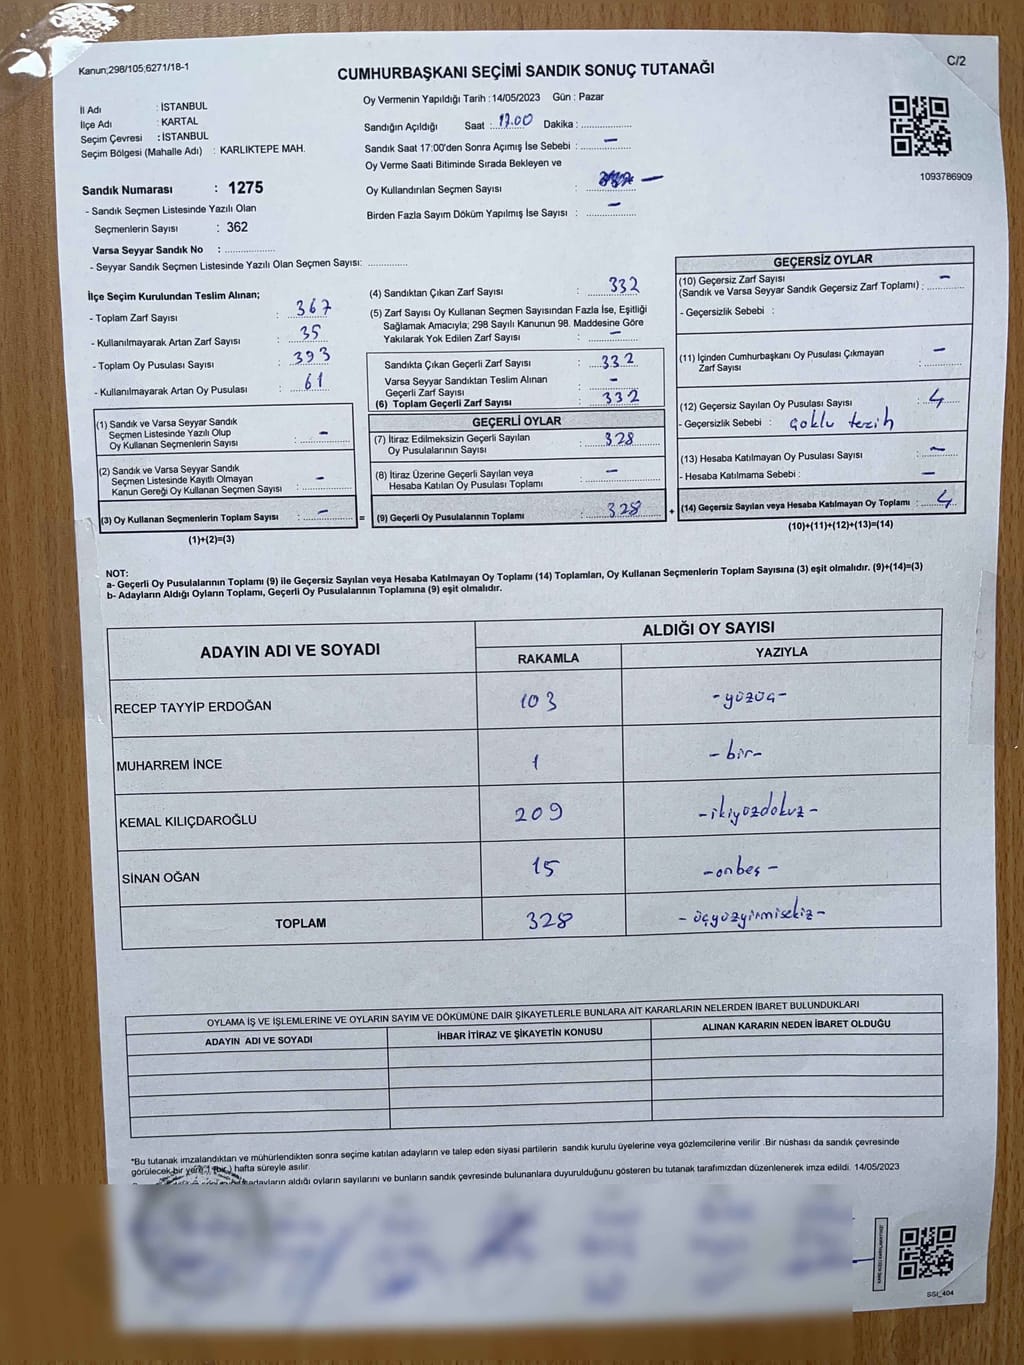 Kanun;298/105;6271/18-1
C/2
CUMHURBAŞKANI SEÇİMİ SANDIK SONUÇ TUTANAĞI
İl Adı : İSTANBUL
İlçe Adı : KARTAL
Seçim Çevresi : İSTANBUL
Seçim Bölgesi (Mahalle Adı) : KARLIKTEPE MAH.
Sandık Numarası : 1275
- Sandık Seçmen Listesinde Yazılı Olan
Seçmenlerin Sayısı : 362
Varsa Seyyar Sandık No : ..................
- Seyyar Sandık Seçmen Listesinde Yazılı Olan Seçmen Sayısı: ............
Oy Vermenin Yapıldığı Tarih : 14/05/2023 Gün : Pazar
Sandığın Açıldığı Saat : 17.00 Dakika : ..................
Sandık Saat 17:00'den Sonra Açımış İse Sebebi : —
Oy Verme Saati Bitiminde Sırada Bekleyen ve
Oy Kullandırılan Seçmen Sayısı : —
Birden Fazla Sayım Döküm Yapılmış İse Sayısı : —
1093786909
İlçe Seçim Kurulundan Teslim Alınan;
- Toplam Zarf Sayısı : 367
- Kullanılmayarak Artan Zarf Sayısı : 35
- Toplam Oy Pusulası Sayısı : 393
- Kullanılmayarak Artan Oy Pusulası : 61
(1) Sandık ve Varsa Seyyar Sandık
Seçmen Listesinde Yazılı Olup
Oy Kullanan Seçmenlerin Sayısı : -
(2) Sandık ve Varsa Seyyar Sandık
Seçmen Listesinde Kayıtlı Olmayan
Kanun Gereği Oy Kullanan Seçmen Sayısı : -
(3) Oy Kullanan Seçmenlerin Toplam Sayısı : -
(1)+(2)=(3)
(4) Sandıktan Çıkan Zarf Sayısı : 332
(5) Zarf Sayısı Oy Kullanan Seçmen Sayısından Fazla İse, Eşitliği
Sağlamak Amacıyla; 298 Sayılı Kanunun 98. Maddesine Göre
Yakılarak Yok Edilen Zarf Sayısı : —
Sandıkta Çıkan Geçerli Zarf Sayısı : 332
Varsa Seyyar Sandıktan Teslim Alınan
Geçerli Zarf Sayısı : -
(6) Toplam Geçerli Zarf Sayısı : 332
GEÇERLİ OYLAR
(7) İtiraz Edilmeksizin Geçerli Sayılan
Oy Pusulalarının Sayısı : 328
(8) İtiraz Üzerine Geçerli Sayılan veya
Hesaba Katılan Oy Pusulası Toplamı : —
= (9) Geçerli Oy Pusulalarının Toplamı : 328
GEÇERSİZ OYLAR
(10) Geçersiz Zarf Sayısı
(Sandık ve Varsa Seyyar Sandık Geçersiz Zarf Toplamı) : -
- Geçersizlik Sebebi :
(11) İçinden Cumhurbaşkanı Oy Pusulası Çıkmayan
Zarf Sayısı : -
(12) Geçersiz Sayılan Oy Pusulası Sayısı : 4
- Geçersizlik Sebebi : Çoklu tezih
(13) Hesaba Katılmayan Oy Pusulası Sayısı : —
- Hesaba Katılmama Sebebi : —
+ (14) Geçersiz Sayılan veya Hesaba Katılmayan Oy Toplamı : 4
(10)+(11)+(12)+(13)=(14)
NOT:
a- Geçerli Oy Pusulalarının Toplamı (9) ile Geçersiz Sayılan veya Hesaba Katılmayan Oy Toplamı (14) Toplamları, Oy Kullanan Seçmenlerin Toplam Sayısına (3) eşit olmalıdır. (9)+(14)=(3)
b- Adayların Aldığı Oyların Toplamı, Geçerli Oy Pusulalarının Toplamına (9) eşit olmalıdır.
ADAYIN ADI VE SOYADI
ALDIĞI OY SAYISI
RAKAMLA YAZIYLA
RECEP TAYYİP ERDOĞAN 103 -yüzüç-
MUHARREM İNCE 1 -bir-
KEMAL KILIÇDAROĞLU 209 -ikiyüzdokuz-
SİNAN OĞAN 15 -onbeş-
TOPLAM 328 -üçyüzyirmisekiz-
OYLAMA İŞ VE İŞLEMLERİNE VE OYLARIN SAYIM VE DÖKÜMÜNE DAİR ŞİKAYETLERLE BUNLARA AİT KARARLARIN NELERDEN İBARET BULUNDUKLARI
ADAYIN ADI VE SOYADI İHBAR İTİRAZ VE ŞİKAYETİN KONUSU ALINAN KARARIN NEDEN İBARET OLDUĞU
*Bu tutanak imzalandıktan ve mühürlendikten sonra seçime katılan adayların ve talep eden siyasi partilerin sandık kurulu üyelerine veya gözlemcilerine verilir .Bir nüshası da sandık çevresinde
görülecek bir yere 1 (bir ) hafta süreyle asılır.
adayların aldığı oyların sayılarını ve bunların sandık çevresinde bulunanlara duyurulduğunu gösteren bu tutanak tarafımızdan düzenlenerek imza edildi. 14/05/2023
SSI_404